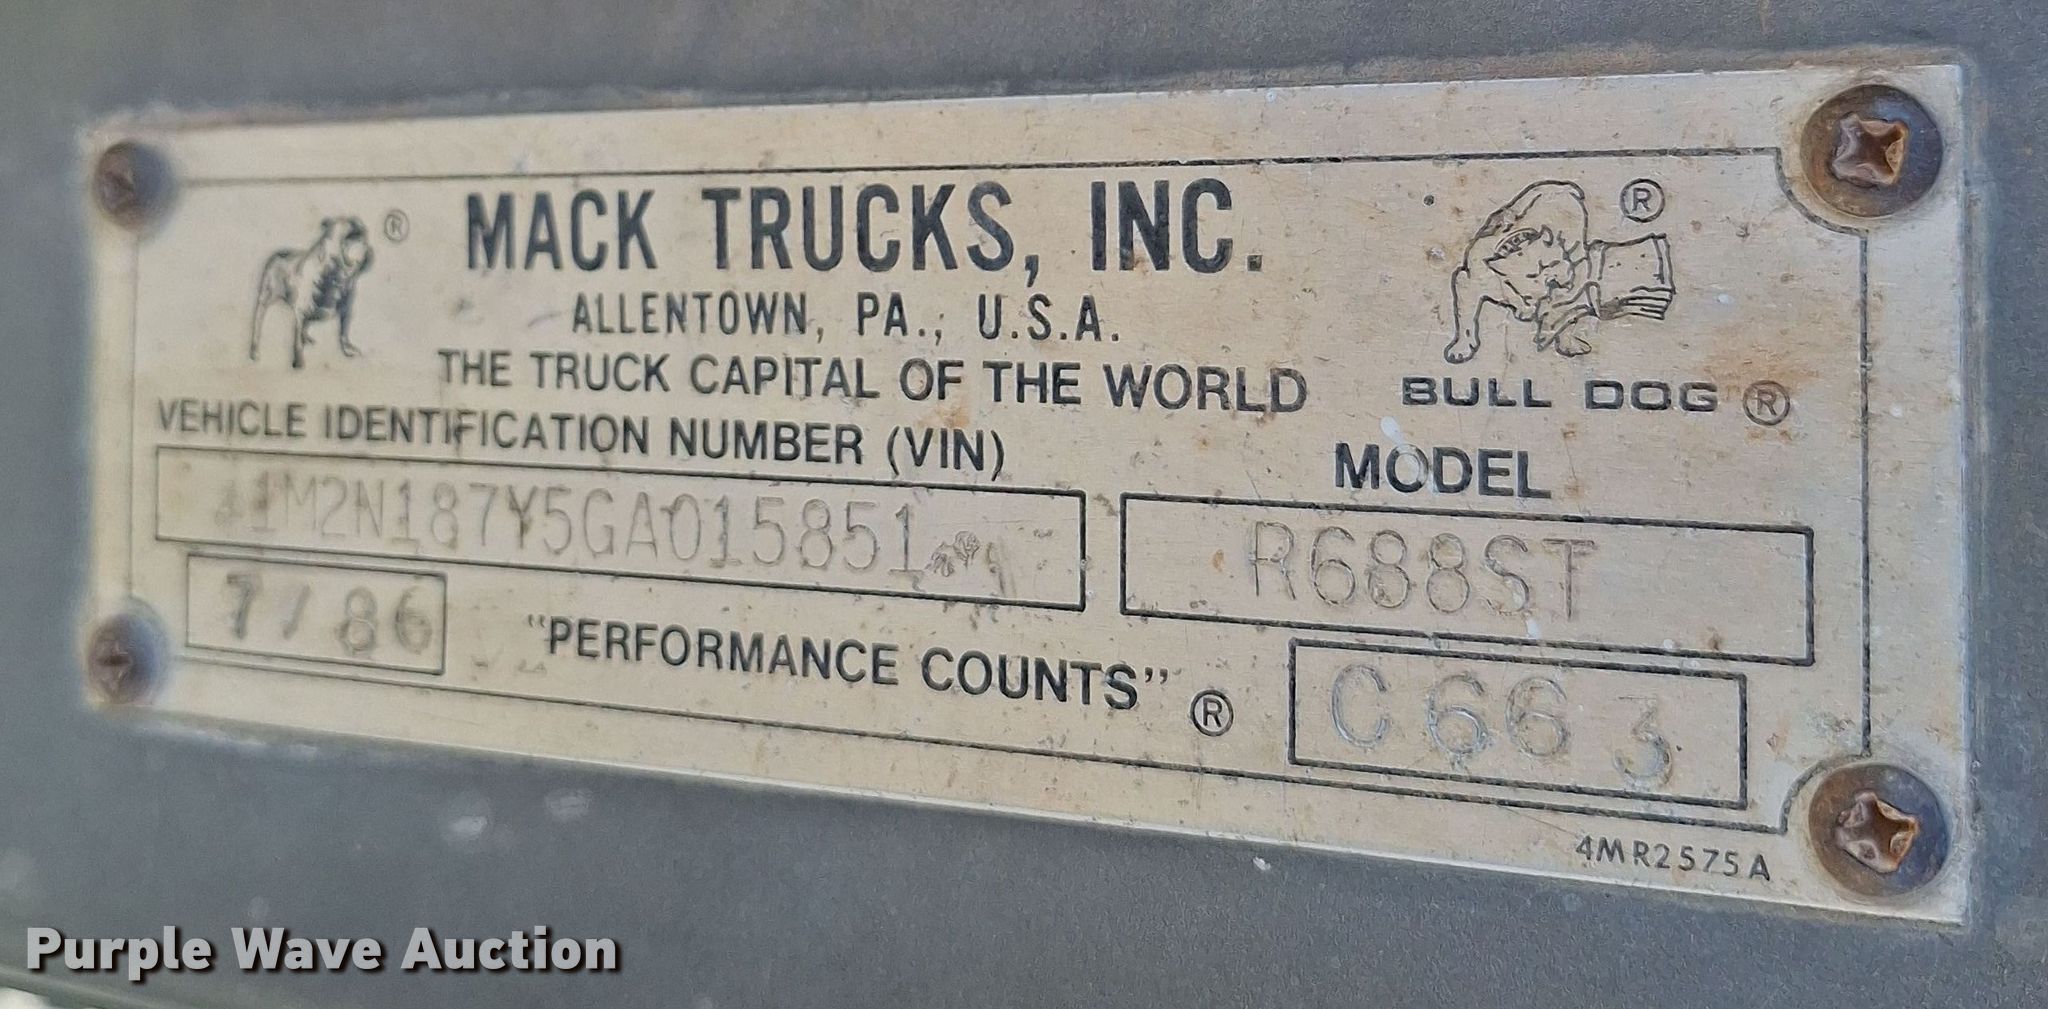 MACK TRUCKS, INC.
ALLENTOWN, PA., U.S.A.
THE TRUCK CAPITAL OF THE WORLD
BULL DOG ®
VEHICLE IDENTIFICATION NUMBER (VIN)
MODEL
1M2N187Y5GA015851
R688ST
7/86
"PERFORMANCE COUNTS" ®
C663
4MR2575A
Purple Wave Auction